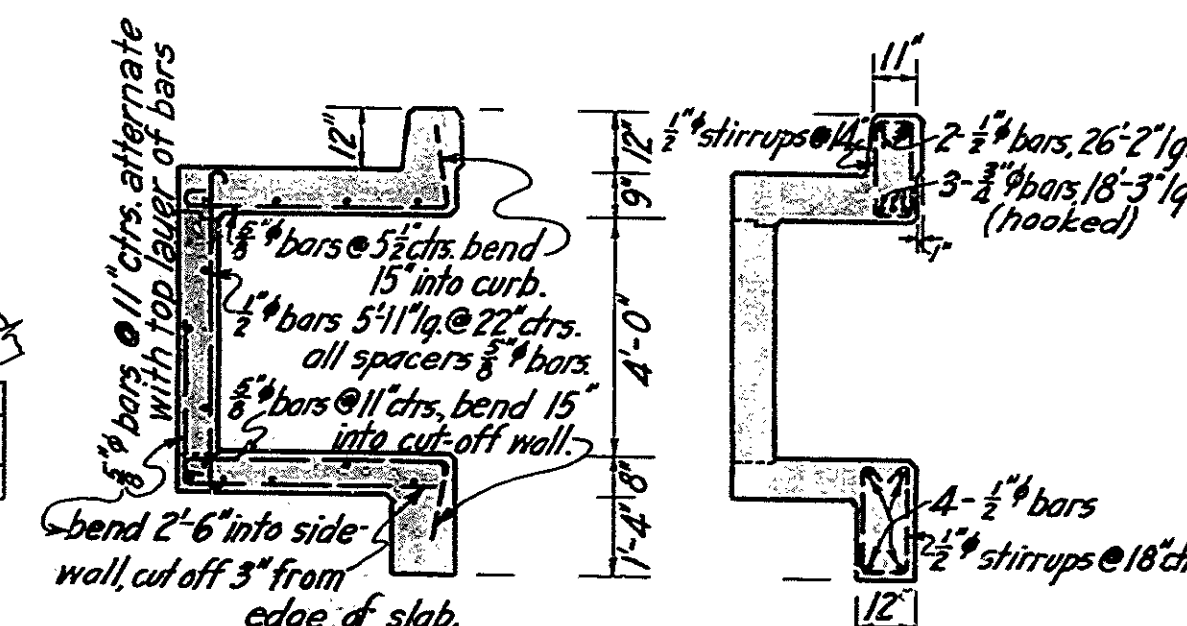 5/8"ϕ bars @ 11" ctrs. alternate
with top layer of bars
12"
5/8"ϕ bars @ 5 1/2" ctrs. bend
15" into curb.
1/2"ϕ bars 5'-11" lg. @ 22" ctrs.
all spacers 5/8"ϕ bars.
5/8"ϕ bars @ 11" ctrs., bend 15"
into cut-off wall.
bend 2'-6" into side-
wall, cut off 3" from
edge of slab.
12"
9"
4'-0"
8"
1'-4"
11"
1/2"ϕ stirrups @ 14"
2-1/2"ϕ bars, 26'-2" lg.
3-3/4"ϕ bars, 18'-3" lg
(hooked)
1"
4-1/2"ϕ bars
1/2"ϕ stirrups @ 18"
12"